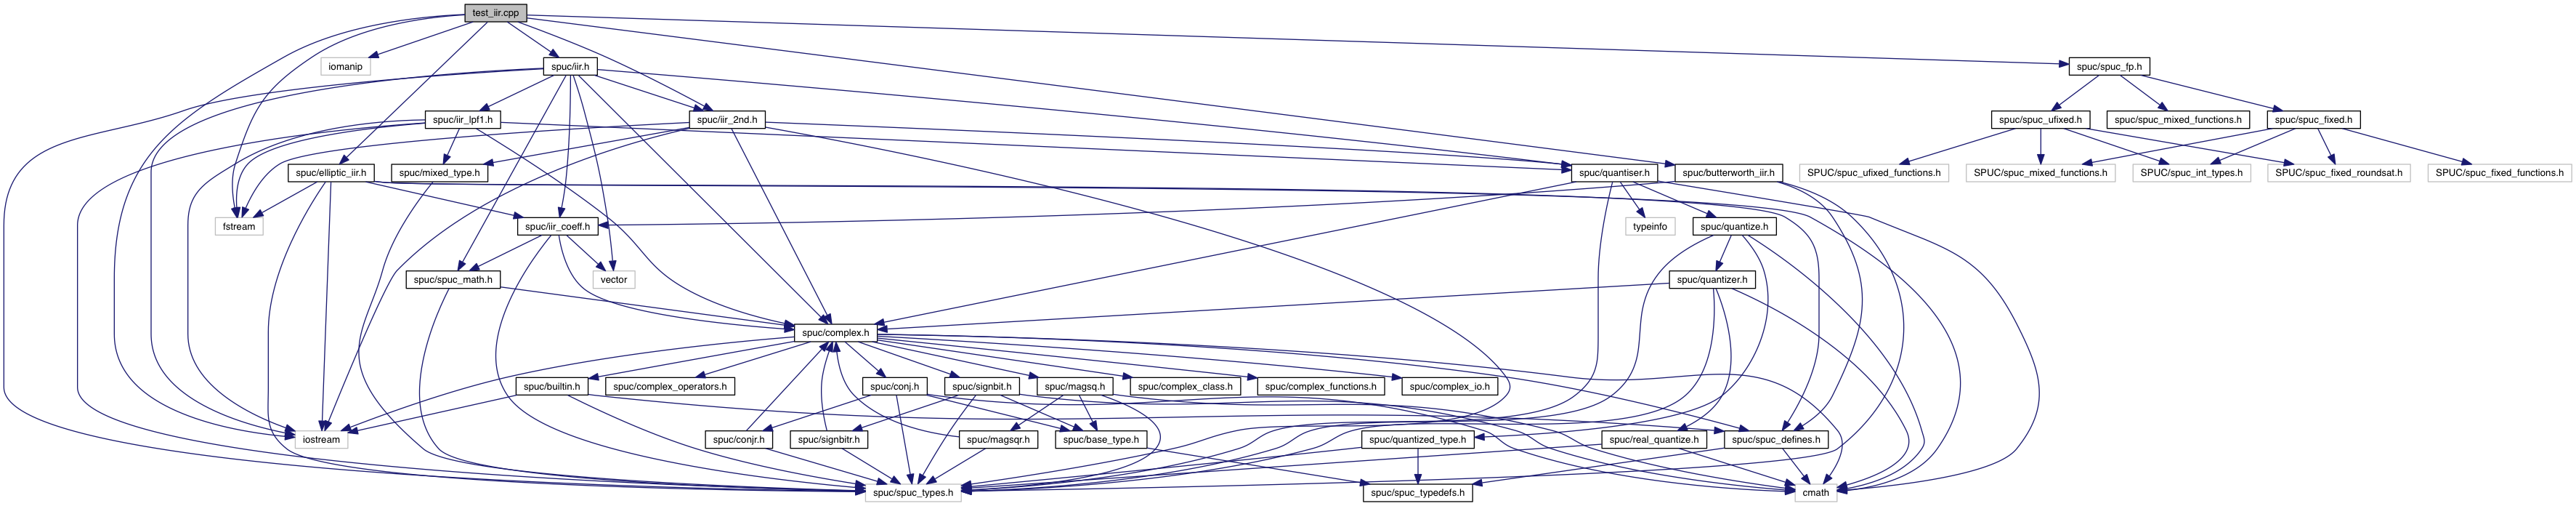 test_iir.cpp
iomanip
spuc/iir.h
spuc/spuc_fp.h
spuc/iir_lpf1.h
spuc/iir_2nd.h
spuc/spuc_ufixed.h
spuc/spuc_mixed_functions.h
spuc/spuc_fixed.h
spuc/elliptic_iir.h
spuc/mixed_type.h
spuc/quantiser.h
spuc/butterworth_iir.h
SPUC/spuc_ufixed_functions.h
SPUC/spuc_mixed_functions.h
SPUC/spuc_int_types.h
SPUC/spuc_fixed_roundsat.h
SPUC/spuc_fixed_functions.h
fstream
spuc/iir_coeff.h
typeinfo
spuc/quantize.h
spuc/spuc_math.h
vector
spuc/quantizer.h
spuc/complex.h
spuc/builtin.h
spuc/complex_operators.h
spuc/conj.h
spuc/signbit.h
spuc/magsq.h
spuc/complex_class.h
spuc/complex_functions.h
spuc/complex_io.h
iostream
spuc/conjr.h
spuc/signbitr.h
spuc/magsqr.h
spuc/base_type.h
spuc/quantized_type.h
spuc/real_quantize.h
spuc/spuc_defines.h
spuc/spuc_types.h
spuc/spuc_typedefs.h
cmath